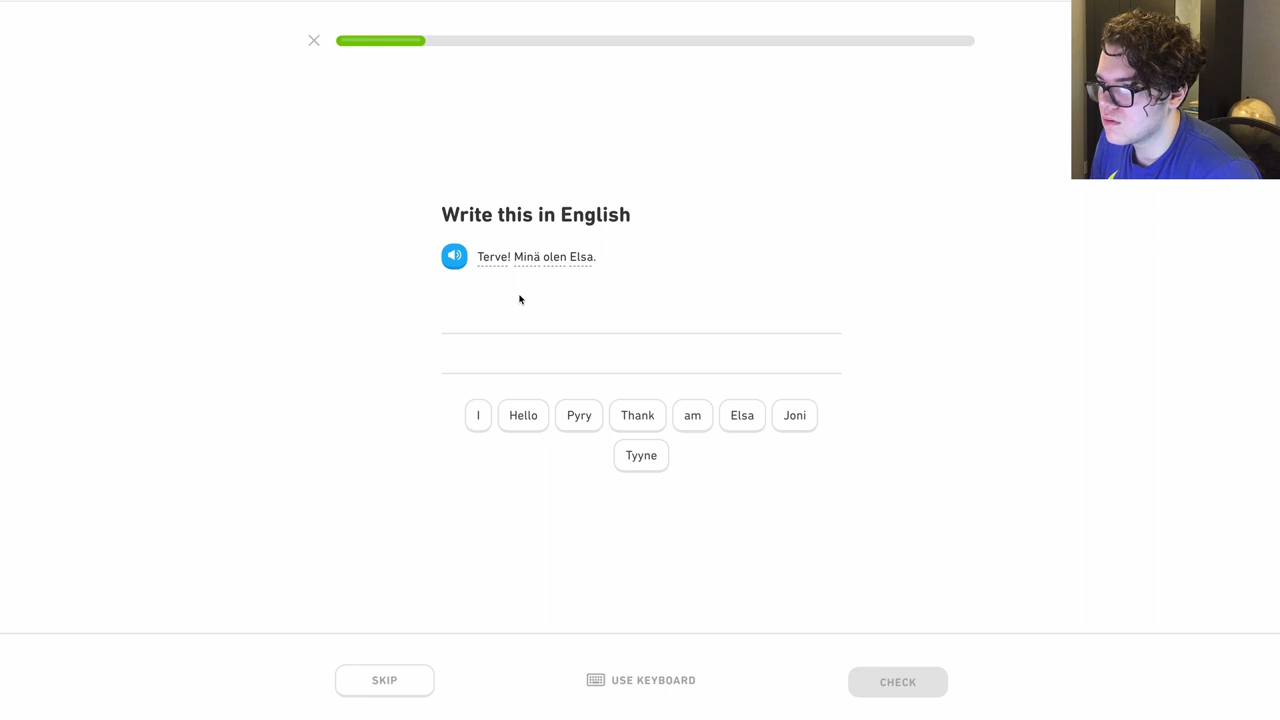 Write this in English
Terve! Minä olen Elsa.
I Hello Pyry Thank am Elsa Joni
Tyyne
SKIP USE KEYBOARD CHECK